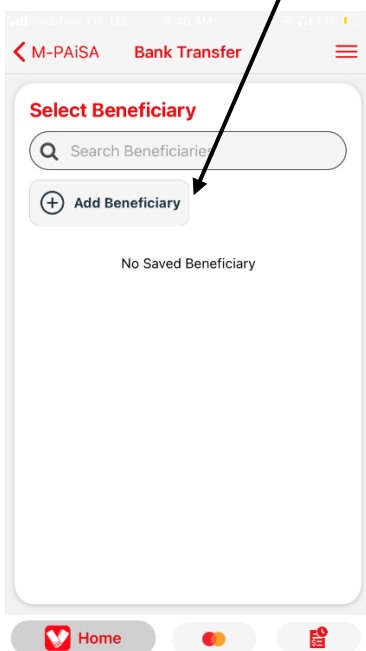 M-PAiSA Bank Transfer
Select Beneficiary
Search Beneficiaries
Add Beneficiary
No Saved Beneficiary
Home